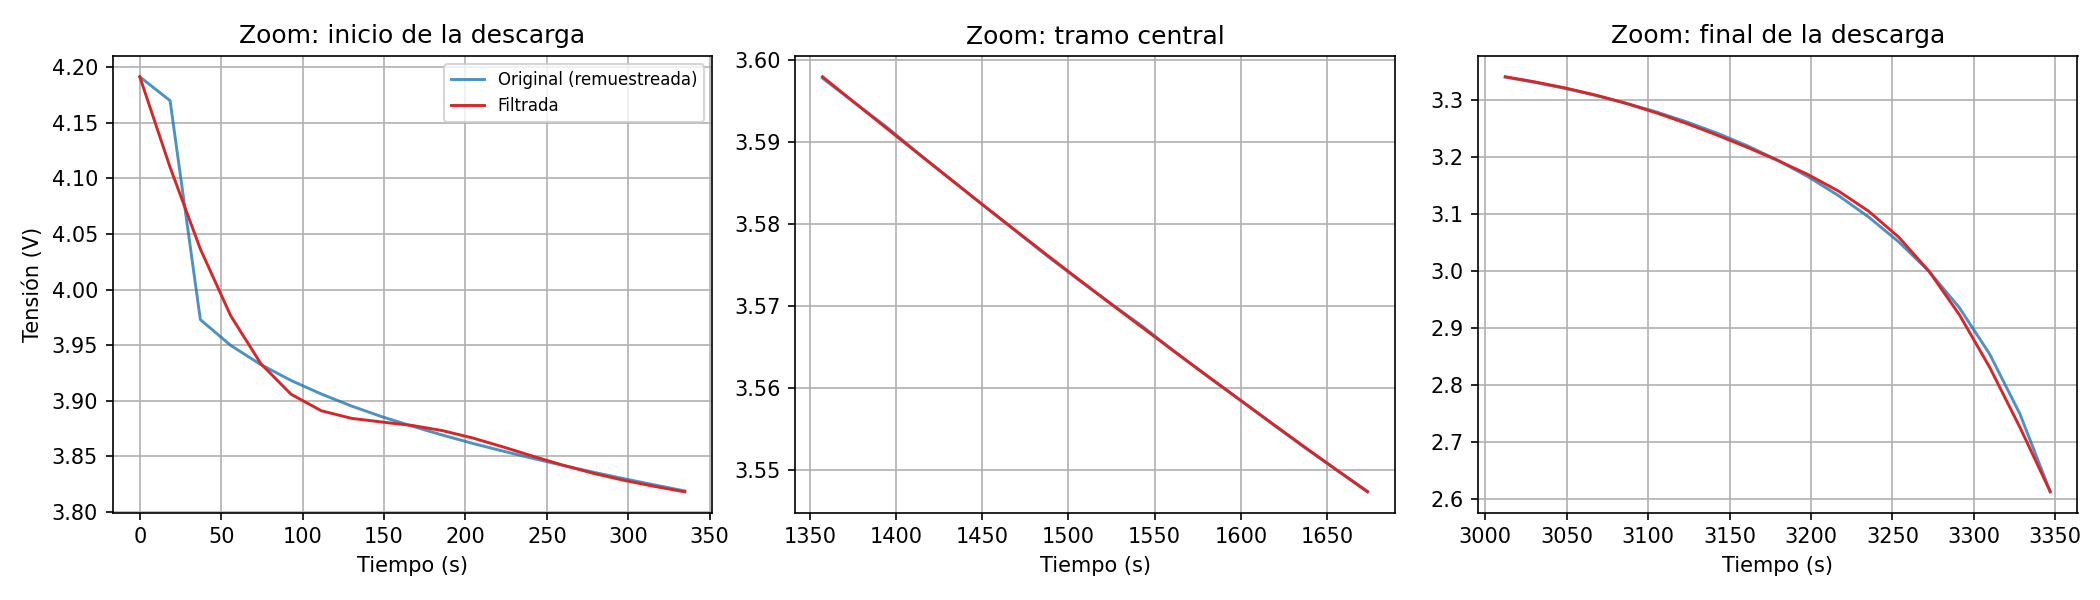 Zoom: inicio de la descarga
Original (remuestreada)
Filtrada
Tensión (V)
4.20
4.15
4.10
4.05
4.00
3.95
3.90
3.85
3.80
0 50 100 150 200 250 300 350
Tiempo (s)
Zoom: tramo central
3.60
3.59
3.58
3.57
3.56
3.55
1350 1400 1450 1500 1550 1600 1650
Tiempo (s)
Zoom: final de la descarga
3.3
3.2
3.1
3.0
2.9
2.8
2.7
2.6
3000 3050 3100 3150 3200 3250 3300 3350
Tiempo (s)